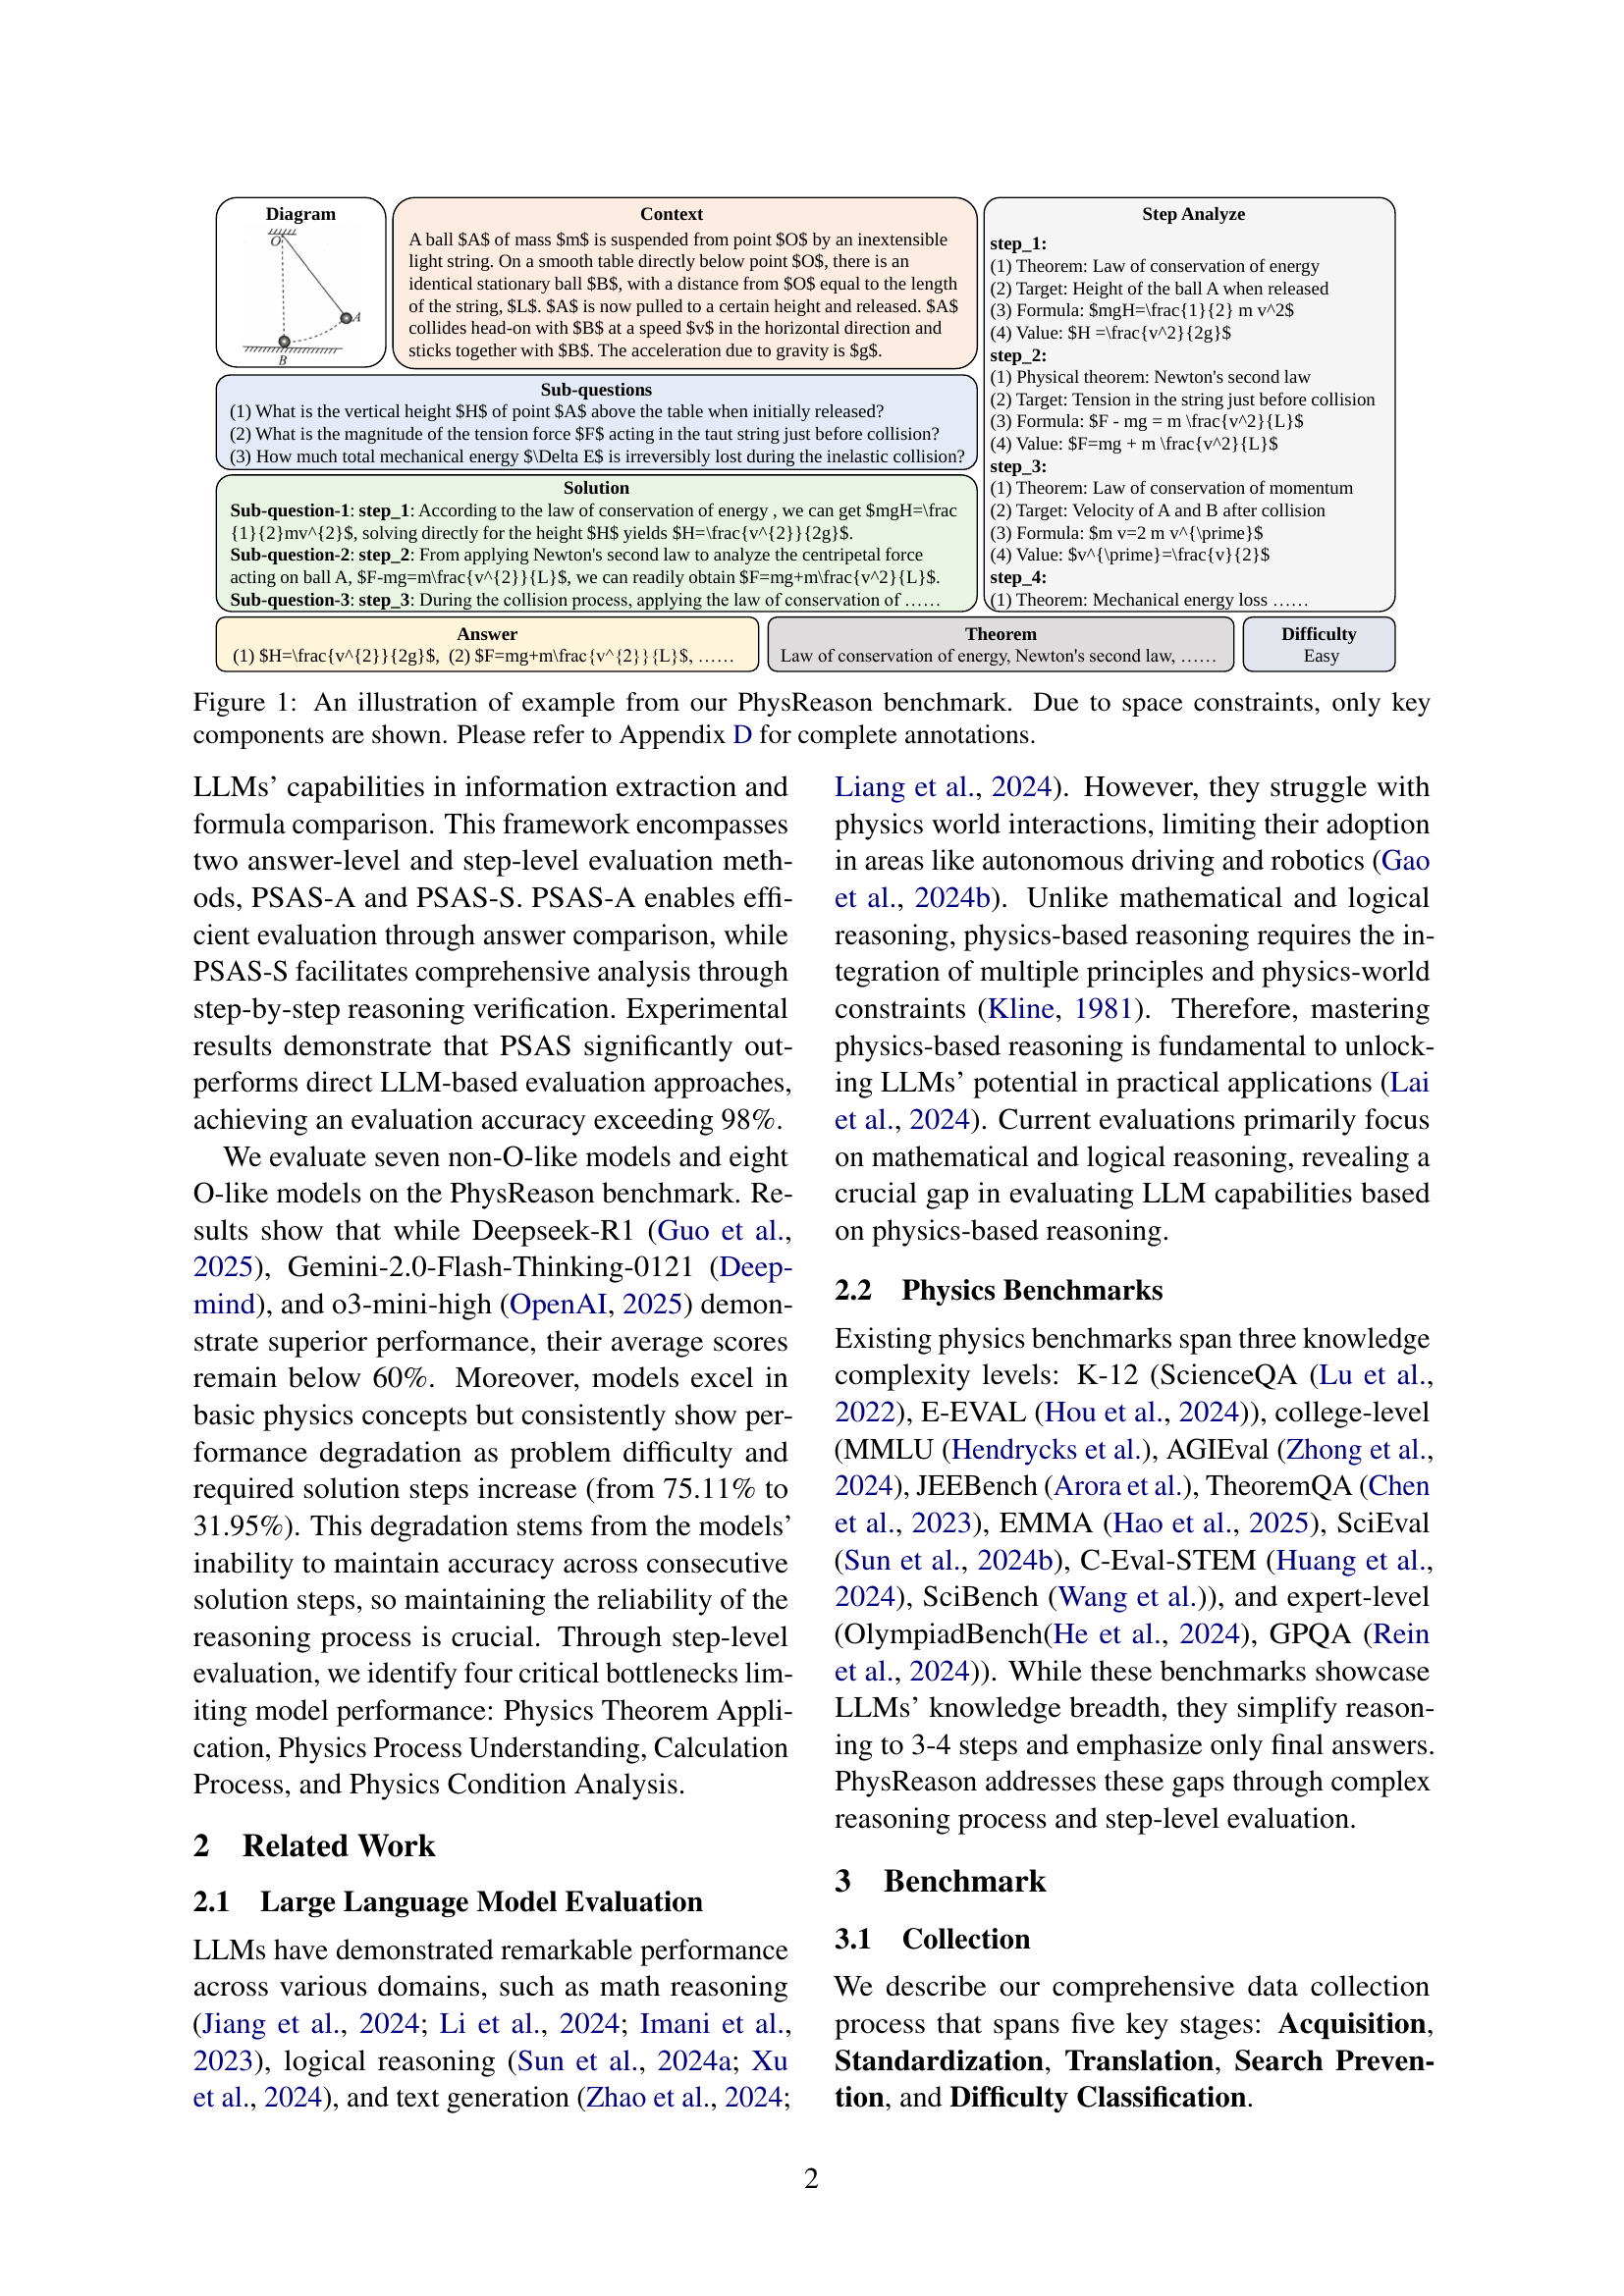 Diagram
O
A
B
Context
A ball $A$ of mass $m$ is suspended from point $O$ by an inextensible
light string. On a smooth table directly below point $O$, there is an
identical stationary ball $B$, with a distance from $O$ equal to the length
of the string, $L$. $A$ is now pulled to a certain height and released. $A$
collides head-on with $B$ at a speed $v$ in the horizontal direction and
sticks together with $B$. The acceleration due to gravity is $g$.
Sub-questions
(1) What is the vertical height $H$ of point $A$ above the table when initially released?
(2) What is the magnitude of the tension force $F$ acting in the taut string just before collision?
(3) How much total mechanical energy $\Delta E$ is irreversibly lost during the inelastic collision?
Solution
Sub-question-1: step_1: According to the law of conservation of energy , we can get $mgH=\frac
{1}{2}mv^{2}$, solving directly for the height $H$ yields $H=\frac{v^{2}}{2g}$.
Sub-question-2: step_2: From applying Newton's second law to analyze the centripetal force
acting on ball A, $F-mg=m\frac{v^{2}}{L}$, we can readily obtain $F=mg+m\frac{v^2}{L}$.
Sub-question-3: step_3: During the collision process, applying the law of conservation of ……
Step Analyze
step_1:
(1) Theorem: Law of conservation of energy
(2) Target: Height of the ball A when released
(3) Formula: $mgH=\frac{1}{2} m v^2$
(4) Value: $H =\frac{v^2}{2g}$
step_2:
(1) Physical theorem: Newton's second law
(2) Target: Tension in the string just before collision
(3) Formula: $F - mg = m \frac{v^2}{L}$
(4) Value: $F=mg + m \frac{v^2}{L}$
step_3:
(1) Theorem: Law of conservation of momentum
(2) Target: Velocity of A and B after collision
(3) Formula: $m v=2 m v^{\prime}$
(4) Value: $v^{\prime}=\frac{v}{2}$
step_4:
(1) Theorem: Mechanical energy loss ……
Answer
(1) $H=\frac{v^{2}}{2g}$, (2) $F=mg+m\frac{v^{2}}{L}$, ……
Theorem
Law of conservation of energy, Newton's second law, ……
Difficulty
Easy
Figure 1: An illustration of example from our PhysReason benchmark. Due to space constraints, only key
components are shown. Please refer to Appendix D for complete annotations.
LLMs' capabilities in information extraction and
formula comparison. This framework encompasses
two answer-level and step-level evaluation meth-
ods, PSAS-A and PSAS-S. PSAS-A enables effi-
cient evaluation through answer comparison, while
PSAS-S facilitates comprehensive analysis through
step-by-step reasoning verification. Experimental
results demonstrate that PSAS significantly out-
performs direct LLM-based evaluation approaches,
achieving an evaluation accuracy exceeding 98%.
We evaluate seven non-O-like models and eight
O-like models on the PhysReason benchmark. Re-
sults show that while Deepseek-R1 (Guo et al.,
2025), Gemini-2.0-Flash-Thinking-0121 (Deep-
mind), and o3-mini-high (OpenAI, 2025) demon-
strate superior performance, their average scores
remain below 60%. Moreover, models excel in
basic physics concepts but consistently show per-
formance degradation as problem difficulty and
required solution steps increase (from 75.11% to
31.95%). This degradation stems from the models'
inability to maintain accuracy across consecutive
solution steps, so maintaining the reliability of the
reasoning process is crucial. Through step-level
evaluation, we identify four critical bottlenecks lim-
iting model performance: Physics Theorem Appli-
cation, Physics Process Understanding, Calculation
Process, and Physics Condition Analysis.
2 Related Work
2.1 Large Language Model Evaluation
LLMs have demonstrated remarkable performance
across various domains, such as math reasoning
(Jiang et al., 2024; Li et al., 2024; Imani et al.,
2023), logical reasoning (Sun et al., 2024a; Xu
et al., 2024), and text generation (Zhao et al., 2024;
Liang et al., 2024). However, they struggle with
physics world interactions, limiting their adoption
in areas like autonomous driving and robotics (Gao
et al., 2024b). Unlike mathematical and logical
reasoning, physics-based reasoning requires the in-
tegration of multiple principles and physics-world
constraints (Kline, 1981). Therefore, mastering
physics-based reasoning is fundamental to unlock-
ing LLMs' potential in practical applications (Lai
et al., 2024). Current evaluations primarily focus
on mathematical and logical reasoning, revealing a
crucial gap in evaluating LLM capabilities based
on physics-based reasoning.
2.2 Physics Benchmarks
Existing physics benchmarks span three knowledge
complexity levels: K-12 (ScienceQA (Lu et al.,
2022), E-EVAL (Hou et al., 2024)), college-level
(MMLU (Hendrycks et al.), AGIEval (Zhong et al.,
2024), JEEBench (Arora et al.), TheoremQA (Chen
et al., 2023), EMMA (Hao et al., 2025), SciEval
(Sun et al., 2024b), C-Eval-STEM (Huang et al.,
2024), SciBench (Wang et al.)), and expert-level
(OlympiadBench(He et al., 2024), GPQA (Rein
et al., 2024)). While these benchmarks showcase
LLMs' knowledge breadth, they simplify reason-
ing to 3-4 steps and emphasize only final answers.
PhysReason addresses these gaps through complex
reasoning process and step-level evaluation.
3 Benchmark
3.1 Collection
We describe our comprehensive data collection
process that spans five key stages: Acquisition,
Standardization, Translation, Search Preven-
tion, and Difficulty Classification.
2